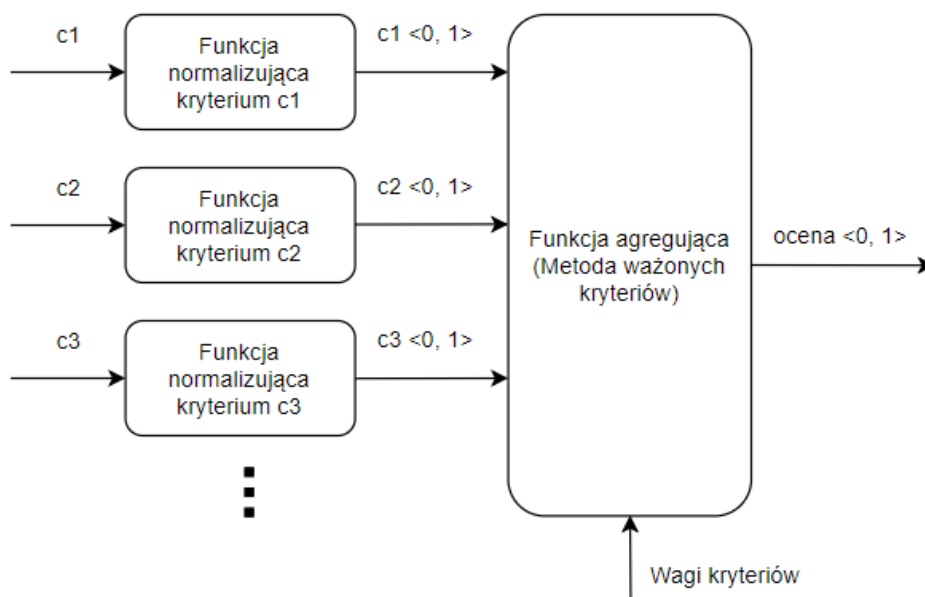 c1
Funkcja
normalizująca
kryterium c1
c1 <0, 1>
c2
Funkcja
normalizująca
kryterium c2
c2 <0, 1>
c3
Funkcja
normalizująca
kryterium c3
c3 <0, 1>
Funkcja agregująca
(Metoda ważonych
kryteriów)
ocena <0, 1>
Wagi kryteriów